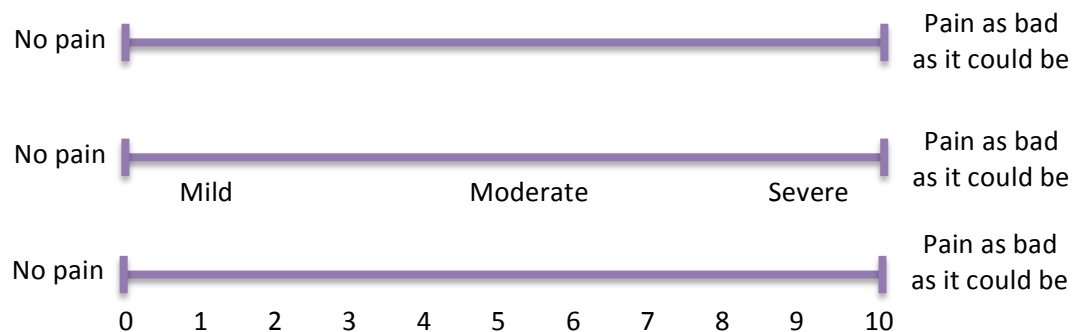 No pain
Pain as bad
as it could be
No pain
Pain as bad
as it could be
Mild Moderate Severe
No pain
Pain as bad
as it could be
0 1 2 3 4 5 6 7 8 9 10